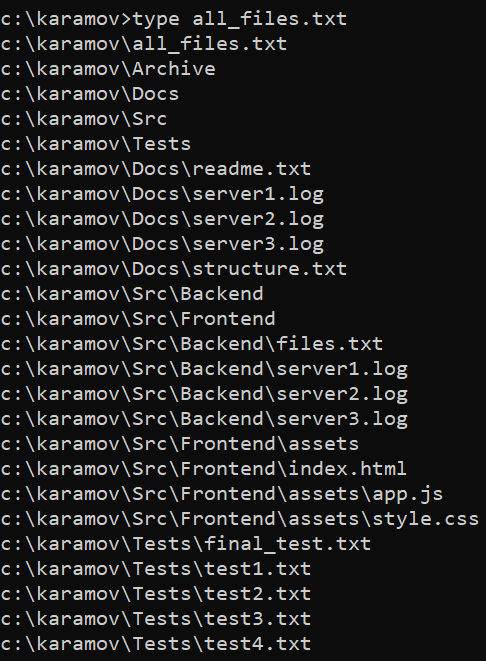 c:\karamov>type all_files.txt
c:\karamov\all_files.txt
c:\karamov\Archive
c:\karamov\Docs
c:\karamov\Src
c:\karamov\Tests
c:\karamov\Docs\readme.txt
c:\karamov\Docs\server1.log
c:\karamov\Docs\server2.log
c:\karamov\Docs\server3.log
c:\karamov\Docs\structure.txt
c:\karamov\Src\Backend
c:\karamov\Src\Frontend
c:\karamov\Src\Backend\files.txt
c:\karamov\Src\Backend\server1.log
c:\karamov\Src\Backend\server2.log
c:\karamov\Src\Backend\server3.log
c:\karamov\Src\Frontend\assets
c:\karamov\Src\Frontend\index.html
c:\karamov\Src\Frontend\assets\app.js
c:\karamov\Src\Frontend\assets\style.css
c:\karamov\Tests\final_test.txt
c:\karamov\Tests\test1.txt
c:\karamov\Tests\test2.txt
c:\karamov\Tests\test3.txt
c:\karamov\Tests\test4.txt